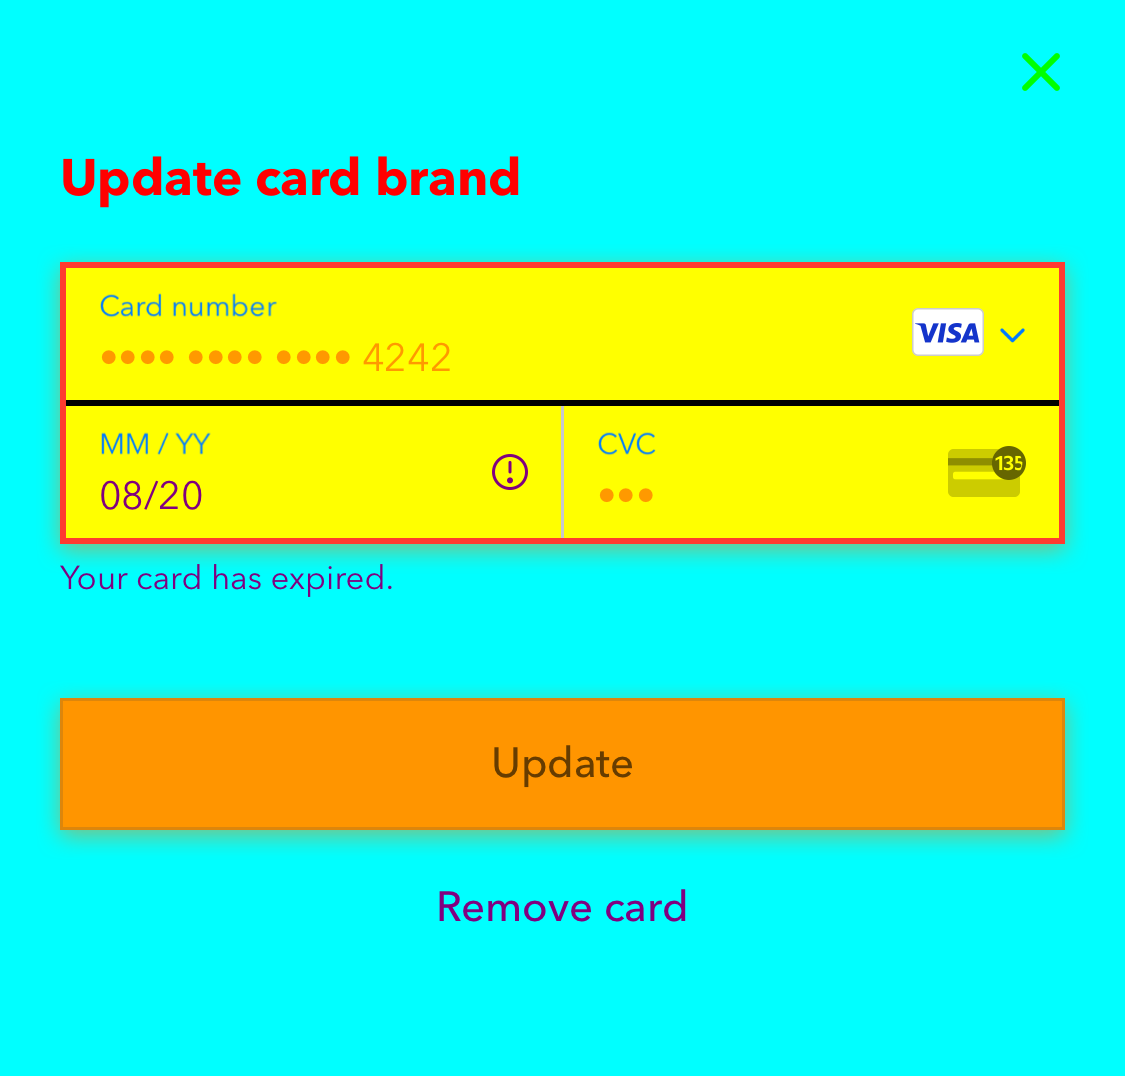 Update card brand
Card number
•••• •••• •••• 4242
VISA
MM / YY
08/20
CVC
•••
135
Your card has expired.
Update
Remove card